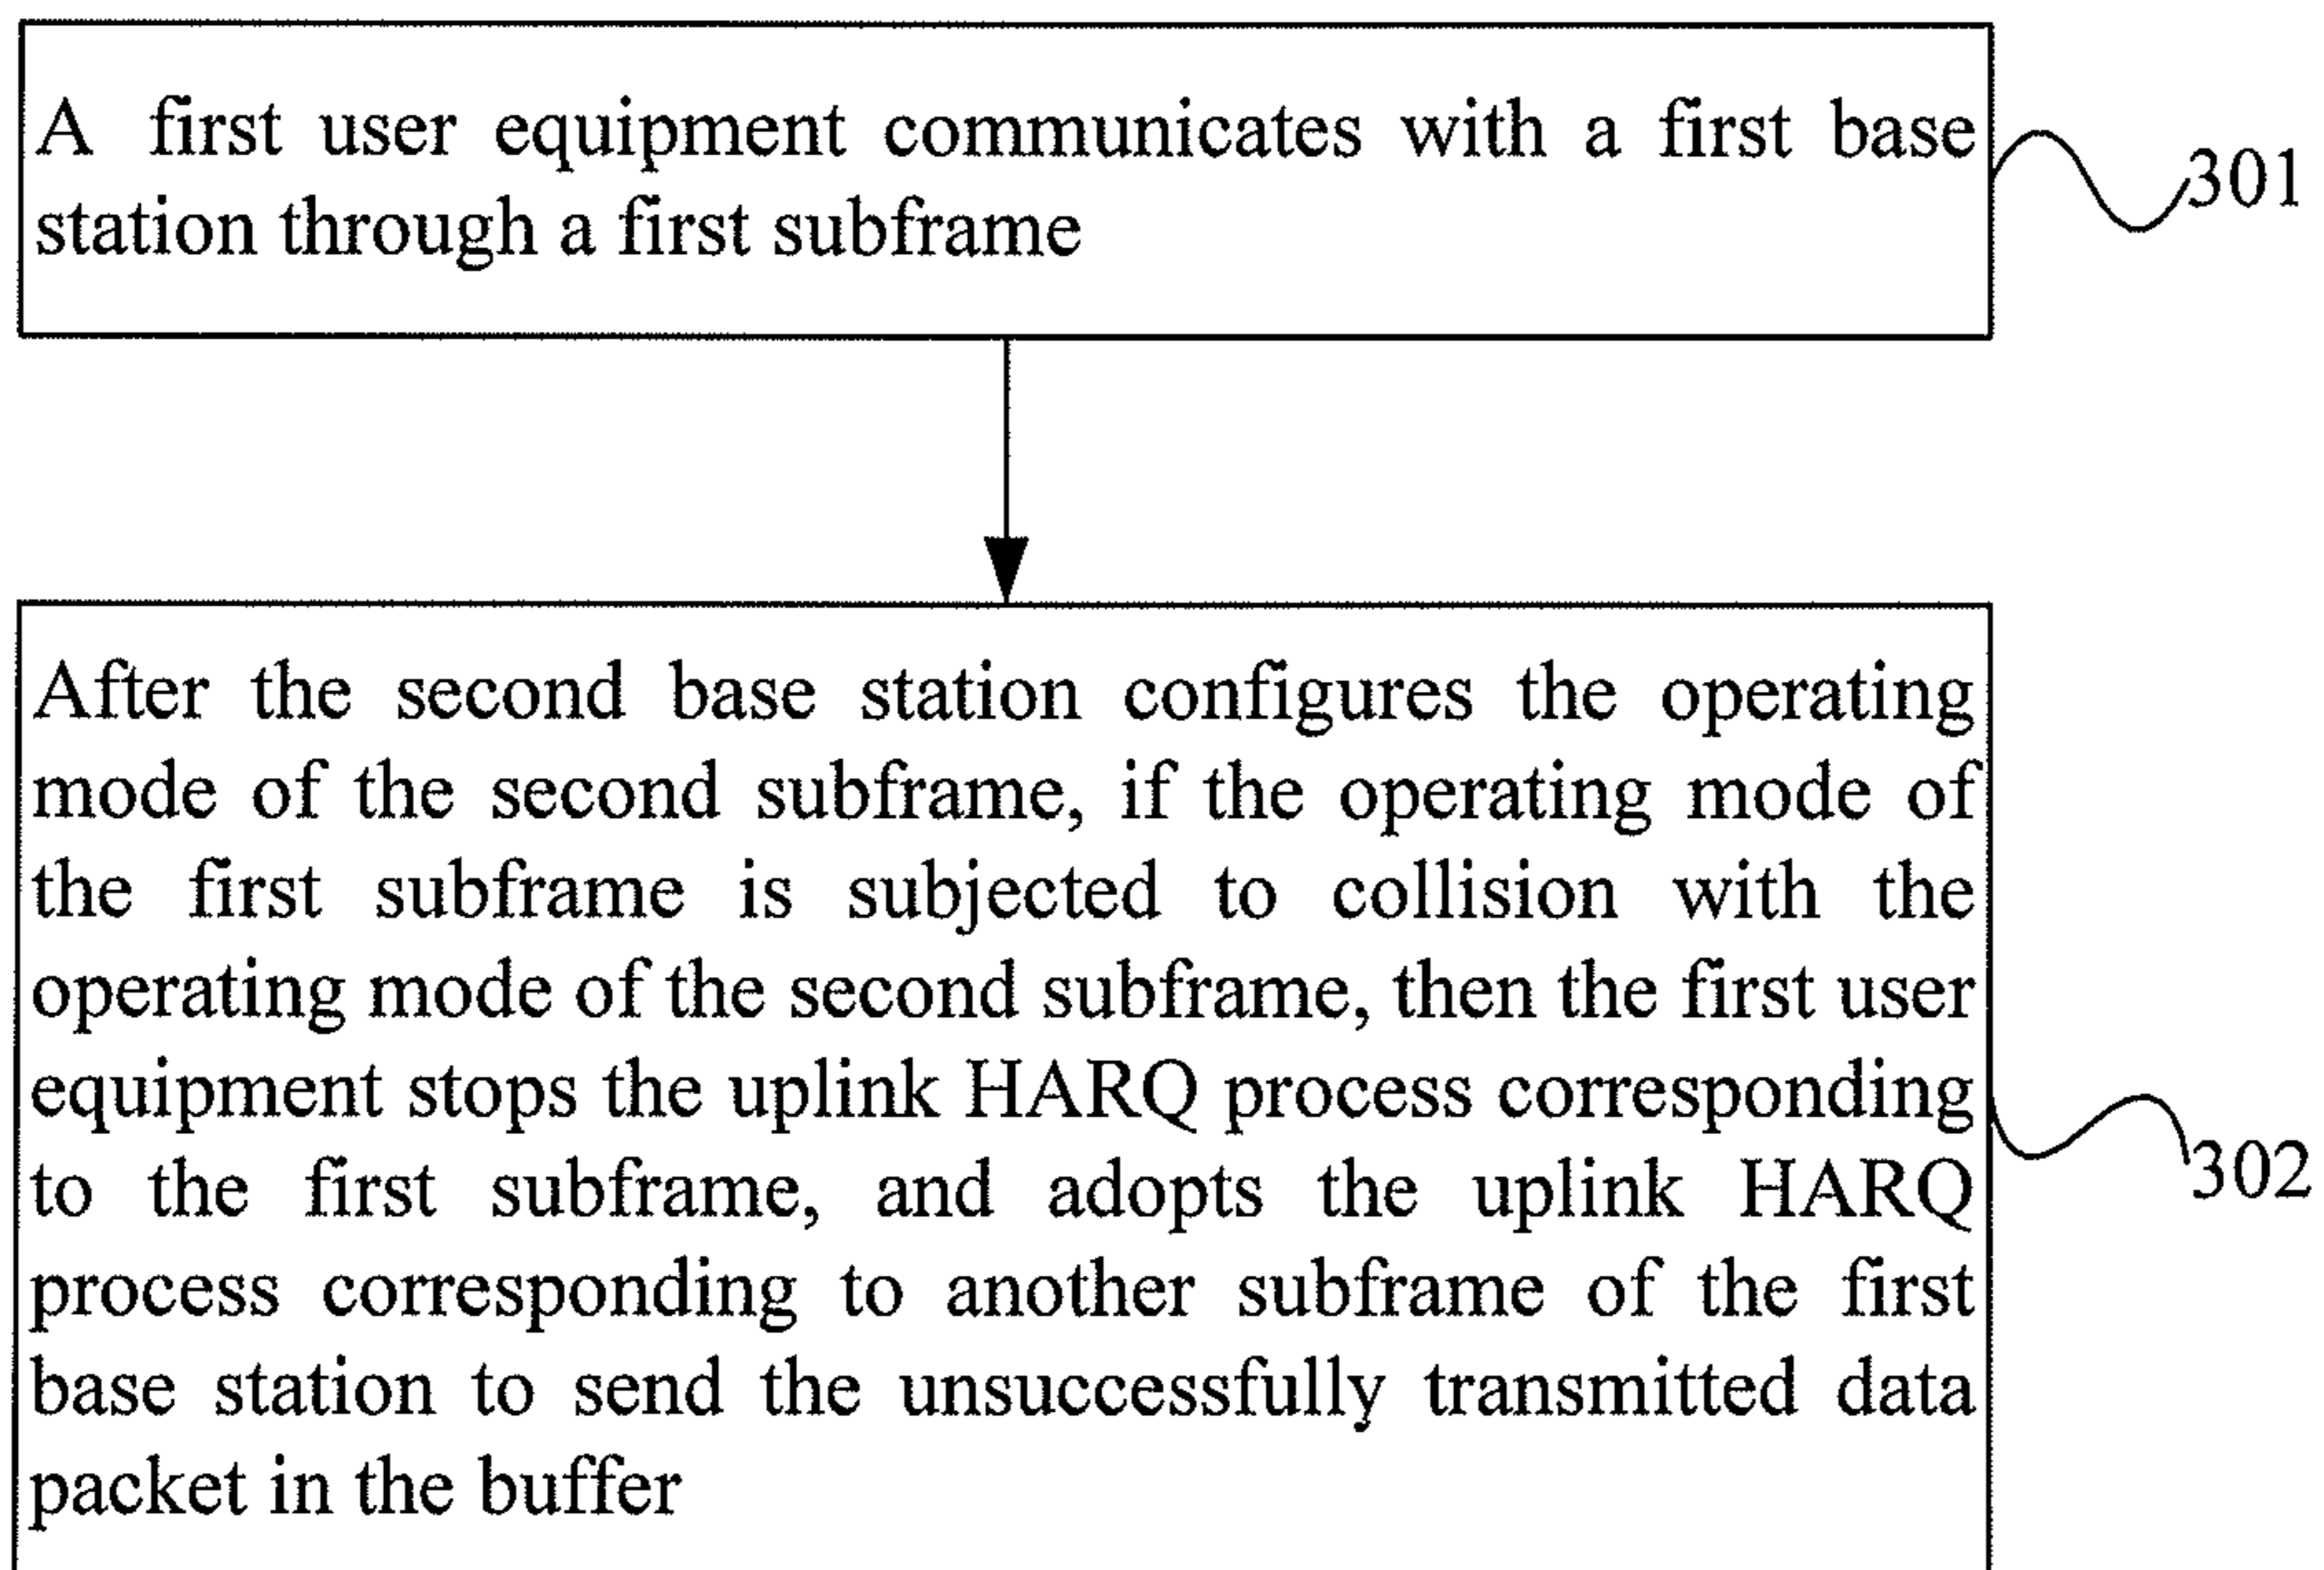 A first user equipment communicates with a first base
station through a first subframe
301
After the second base station configures the operating
mode of the second subframe, if the operating mode of
the first subframe is subjected to collision with the
operating mode of the second subframe, then the first user
equipment stops the uplink HARQ process corresponding
to the first subframe, and adopts the uplink HARQ
process corresponding to another subframe of the first
base station to send the unsuccessfully transmitted data
packet in the buffer
302